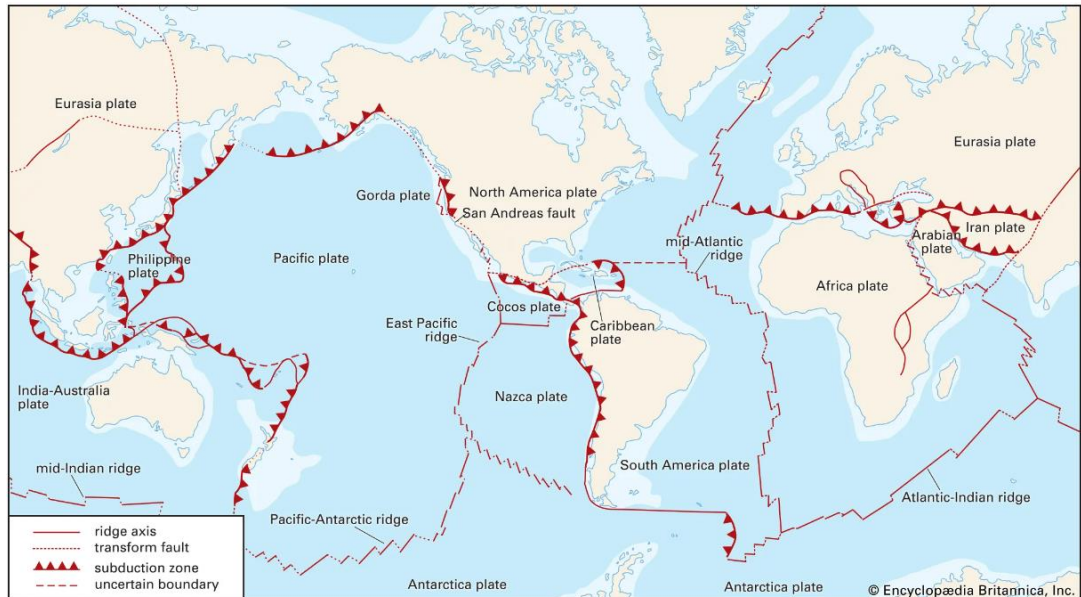 Eurasia plate
Eurasia plate
Gorda plate
North America plate
San Andreas fault
Philippine
plate
Pacific plate
mid-Atlantic
ridge
Arabian
plate
Iran plate
Cocos plate
Africa plate
East Pacific
ridge
Caribbean
plate
India-Australia
plate
Nazca plate
mid-Indian ridge
South America plate
Atlantic-Indian ridge
Pacific-Antarctic ridge
ridge axis
transform fault
subduction zone
uncertain boundary
Antarctica plate
Antarctica plate
© Encyclopædia Britannica, Inc.